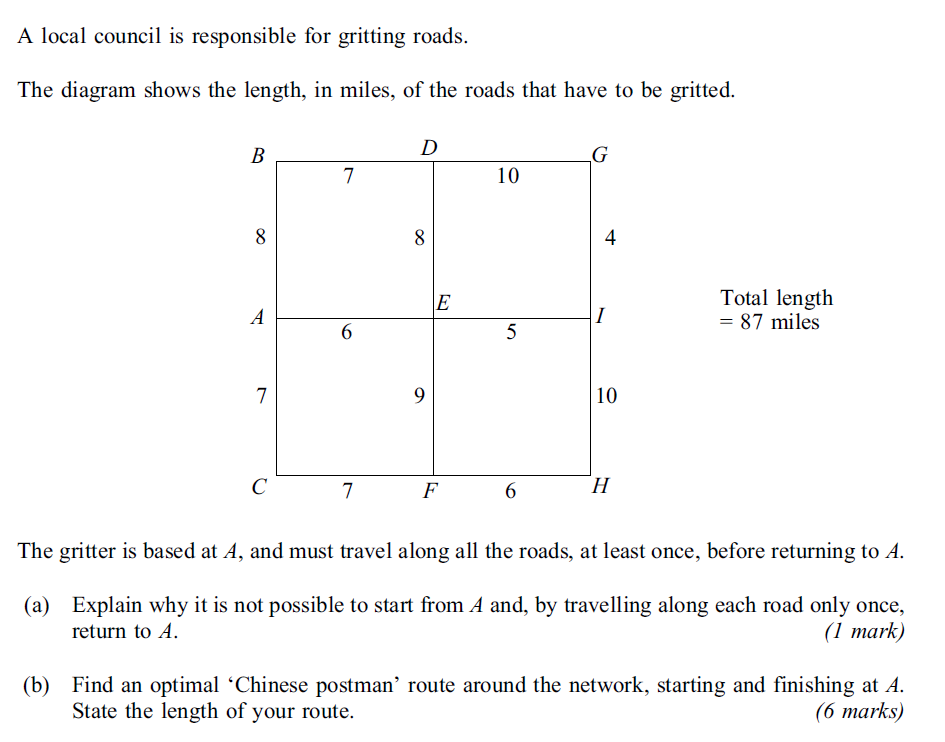 A local council is responsible for gritting roads.
The diagram shows the length, in miles, of the roads that have to be gritted.
B D G
7 10
8 8 4
E
A I
6 5
Total length
= 87 miles
7 9 10
C F H
7 6
The gritter is based at A, and must travel along all the roads, at least once, before returning to A.
(a) Explain why it is not possible to start from A and, by travelling along each road only once,
return to A. (1 mark)
(b) Find an optimal ‘Chinese postman’ route around the network, starting and finishing at A.
State the length of your route. (6 marks)